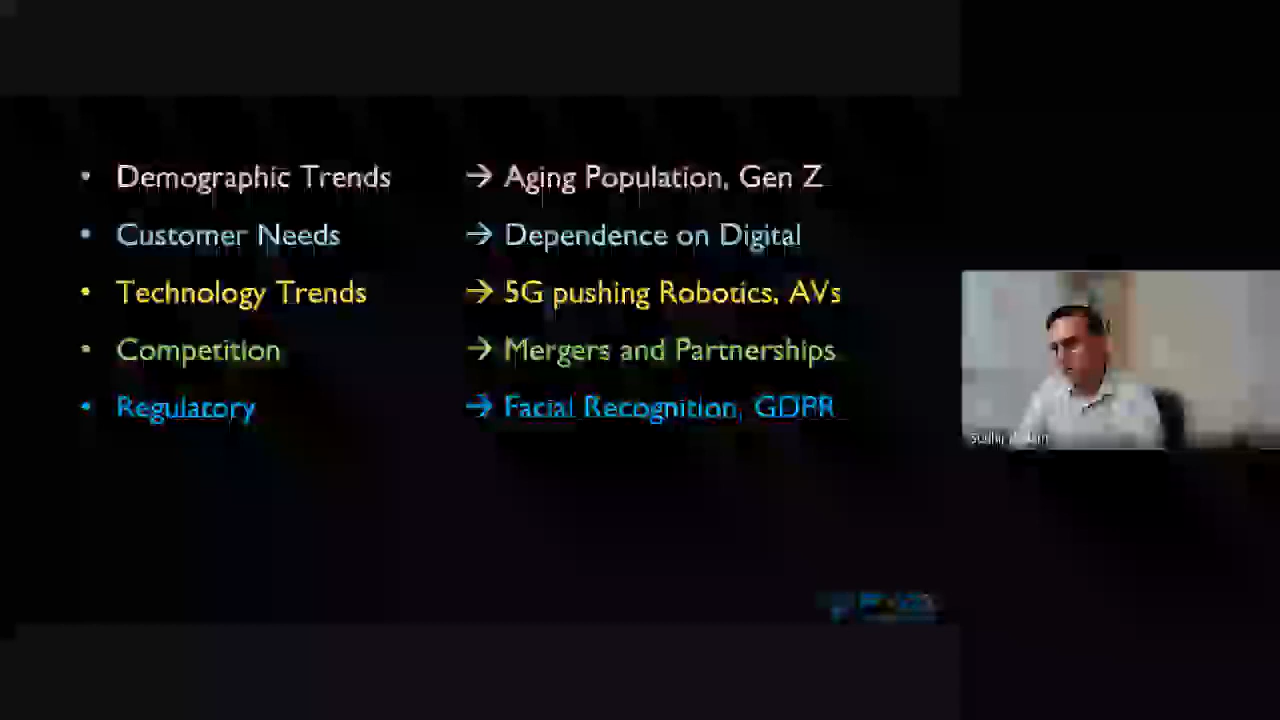 • Demographic Trends → Aging Population, Gen Z
• Customer Needs → Dependence on Digital
• Technology Trends → 5G pushing Robotics, AVs
• Competition → Mergers and Partnerships
• Regulatory → Facial Recognition, GDPR